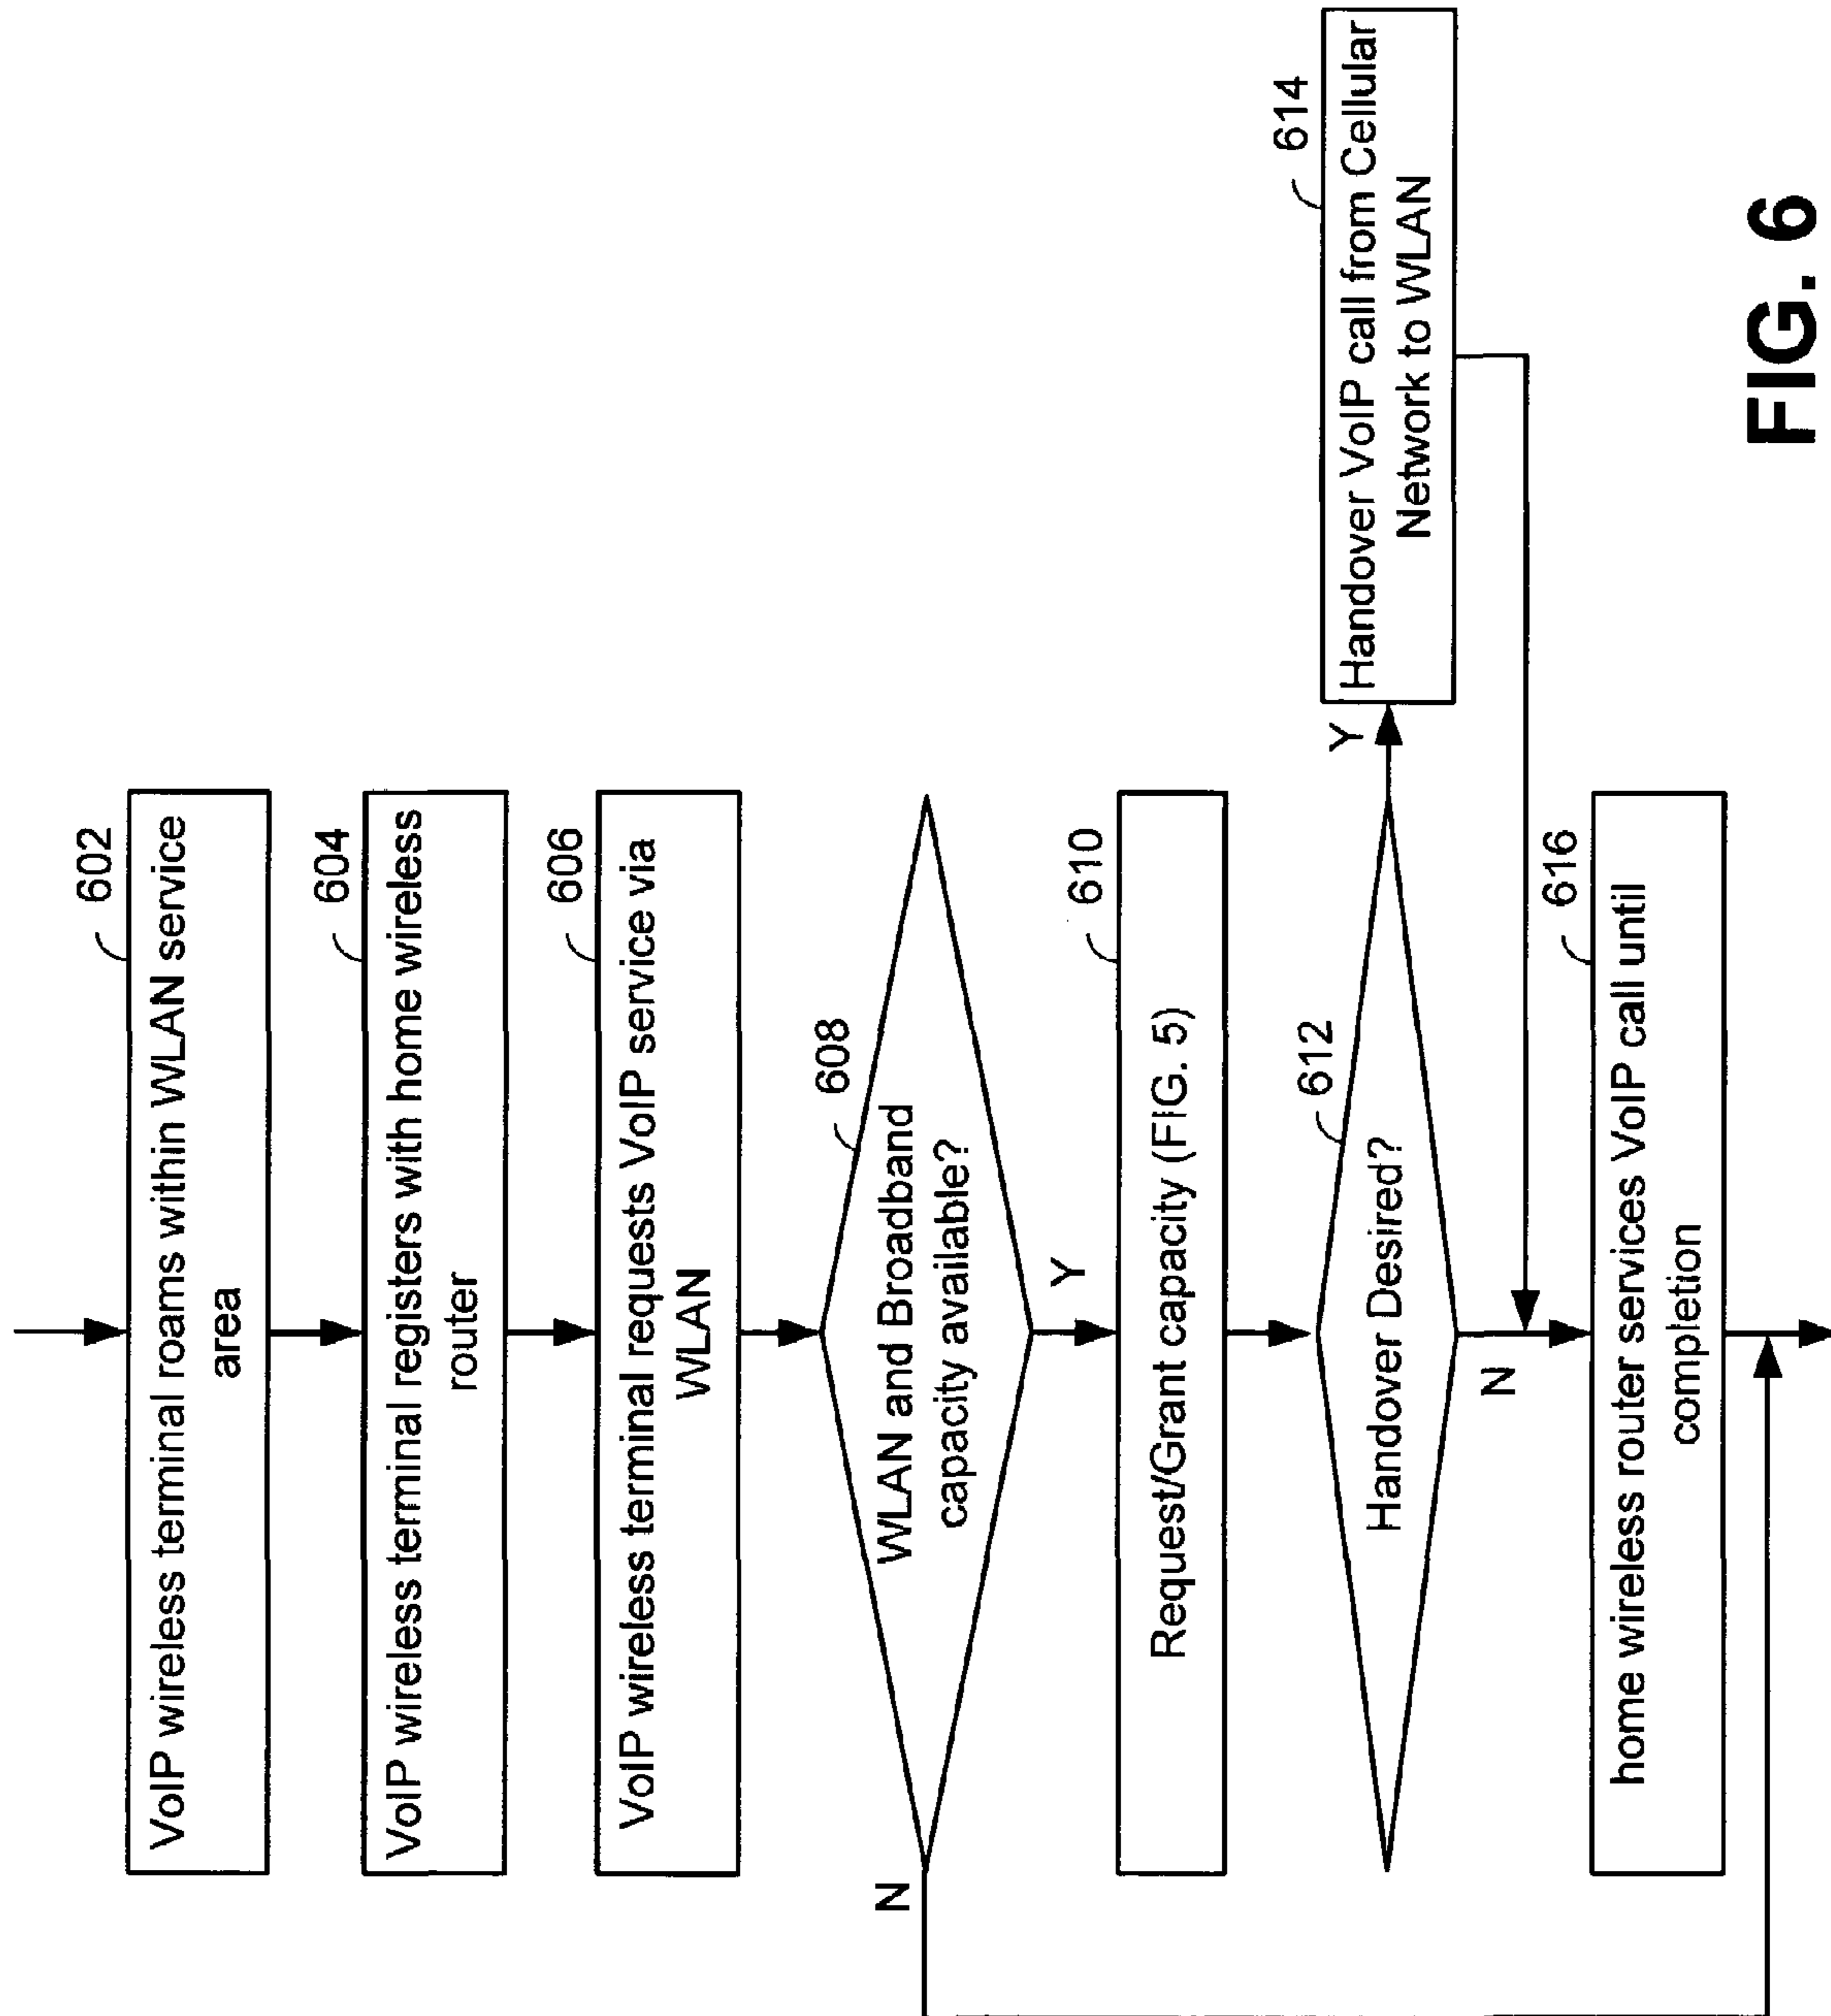 602
VoIP wireless terminal roams within WLAN service
area
604
VoIP wireless terminal registers with home wireless
router
606
VoIP wireless terminal requests VoIP service via
WLAN
608
WLAN and Broadband
capacity available?
N
Y
610
Request/Grant capacity (FIG. 5)
612
Handover Desired?
Y
N
614
Handover VoIP call from Cellular
Network to WLAN
616
home wireless router services VoIP call until
completion
FIG. 6